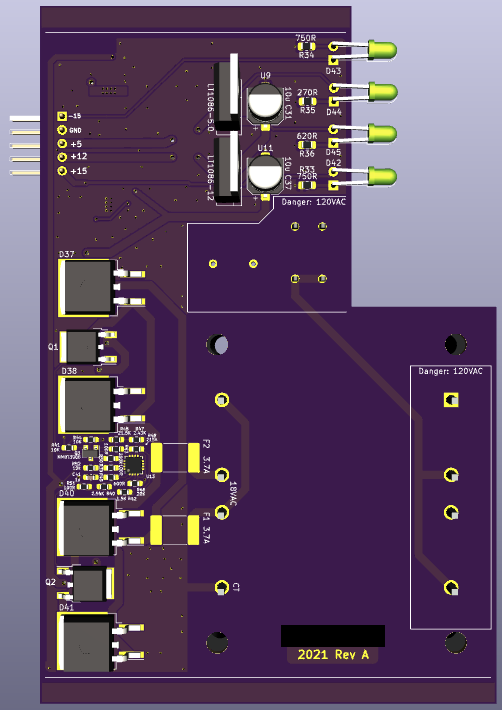 750R
R34
D43
U9
LT1086-5.0
10u C31
270R
R35
D44
-15
GND
+5
+12
+15
620R
R36
D45
U11
LT1086-12
10u C37
D42
R33
750R
Danger: 120VAC
D37
Q1
D38
Danger: 120VAC
F2 3.7A
18VAC
F1 3.7A
D40
Q2
CT
D41
2021 Rev A